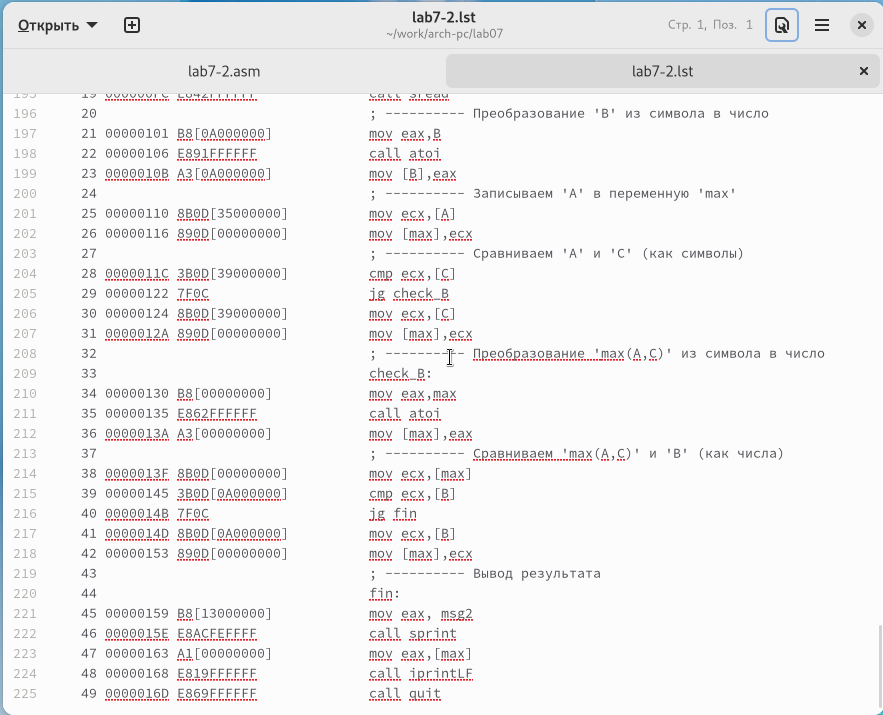 Открыть
lab7-2.lst
~/work/arch-pc/lab07
Стр. 1, Поз. 1
lab7-2.asm
lab7-2.lst
195 19 000000FC E842FFFFFF call sread
196 20 ; ---------- Преобразование 'B' из символа в число
197 21 00000101 B8[0A000000] mov eax,B
198 22 00000106 E891FFFFFF call atoi
199 23 0000010B A3[0A000000] mov [B],eax
200 24 ; ---------- Записываем 'A' в переменную 'max'
201 25 00000110 8B0D[35000000] mov ecx,[A]
202 26 00000116 890D[00000000] mov [max],ecx
203 27 ; ---------- Сравниваем 'A' и 'C' (как символы)
204 28 0000011C 3B0D[39000000] cmp ecx,[C]
205 29 00000122 7F0C jg check_B
206 30 00000124 8B0D[39000000] mov ecx,[C]
207 31 0000012A 890D[00000000] mov [max],ecx
208 32 ; ---------- Преобразование 'max(A,C)' из символа в число
209 33 check_B:
210 34 00000130 B8[00000000] mov eax,max
211 35 00000135 E862FFFFFF call atoi
212 36 0000013A A3[00000000] mov [max],eax
213 37 ; ---------- Сравниваем 'max(A,C)' и 'B' (как числа)
214 38 0000013F 8B0D[00000000] mov ecx,[max]
215 39 00000145 3B0D[0A000000] cmp ecx,[B]
216 40 0000014B 7F0C jg fin
217 41 0000014D 8B0D[0A000000] mov ecx,[B]
218 42 00000153 890D[00000000] mov [max],ecx
219 43 ; ---------- Вывод результата
220 44 fin:
221 45 00000159 B8[13000000] mov eax, msg2
222 46 0000015E E8ACFEFFFF call sprint
223 47 00000163 A1[00000000] mov eax,[max]
224 48 00000168 E819FFFFFF call iprintLF
225 49 0000016D E869FFFFFF call quit